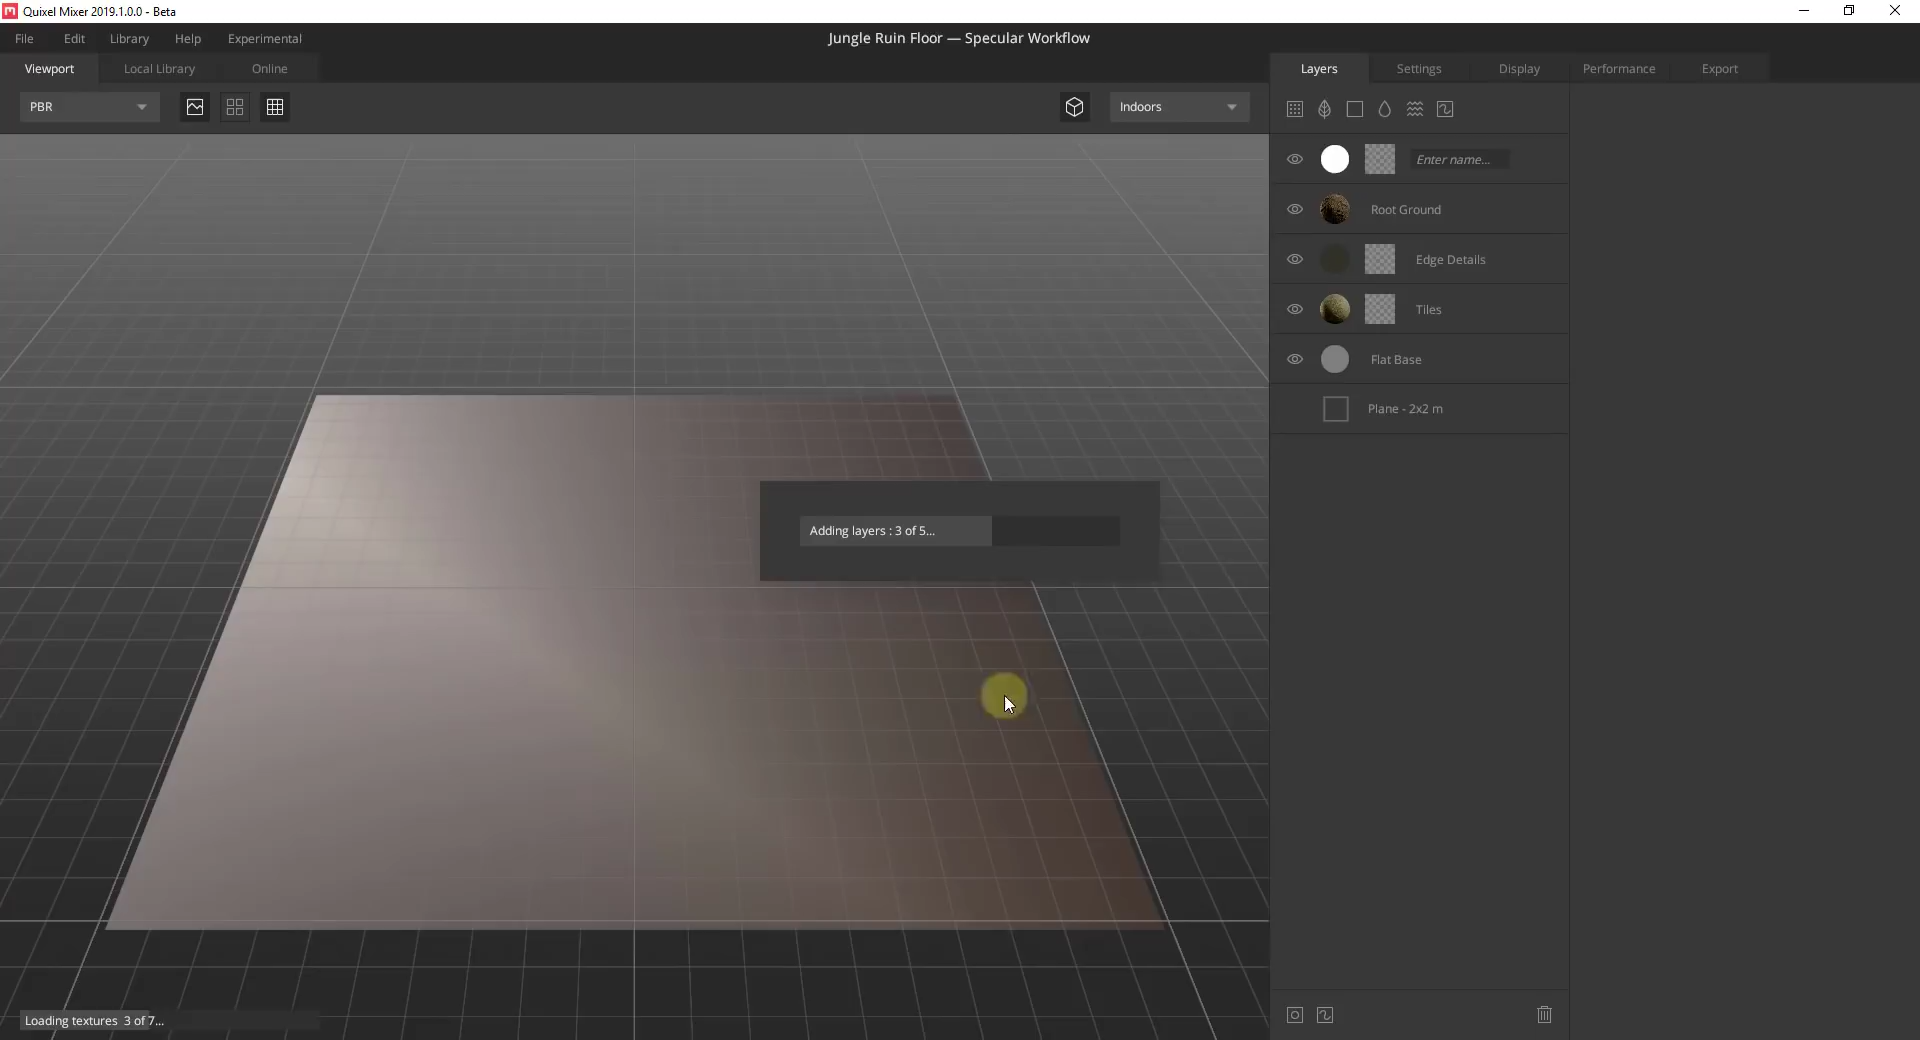 Quixel Mixer 2019.1.0.0 - Beta
File Edit Library Help Experimental
Jungle Ruin Floor — Specular Workflow
Viewport Local Library Online
Layers Settings Display Performance Export
PBR
Indoors
Enter name...
Root Ground
Edge Details
Tiles
Flat Base
Plane - 2x2 m
Adding layers : 3 of 5...
Loading textures 3 of 7...